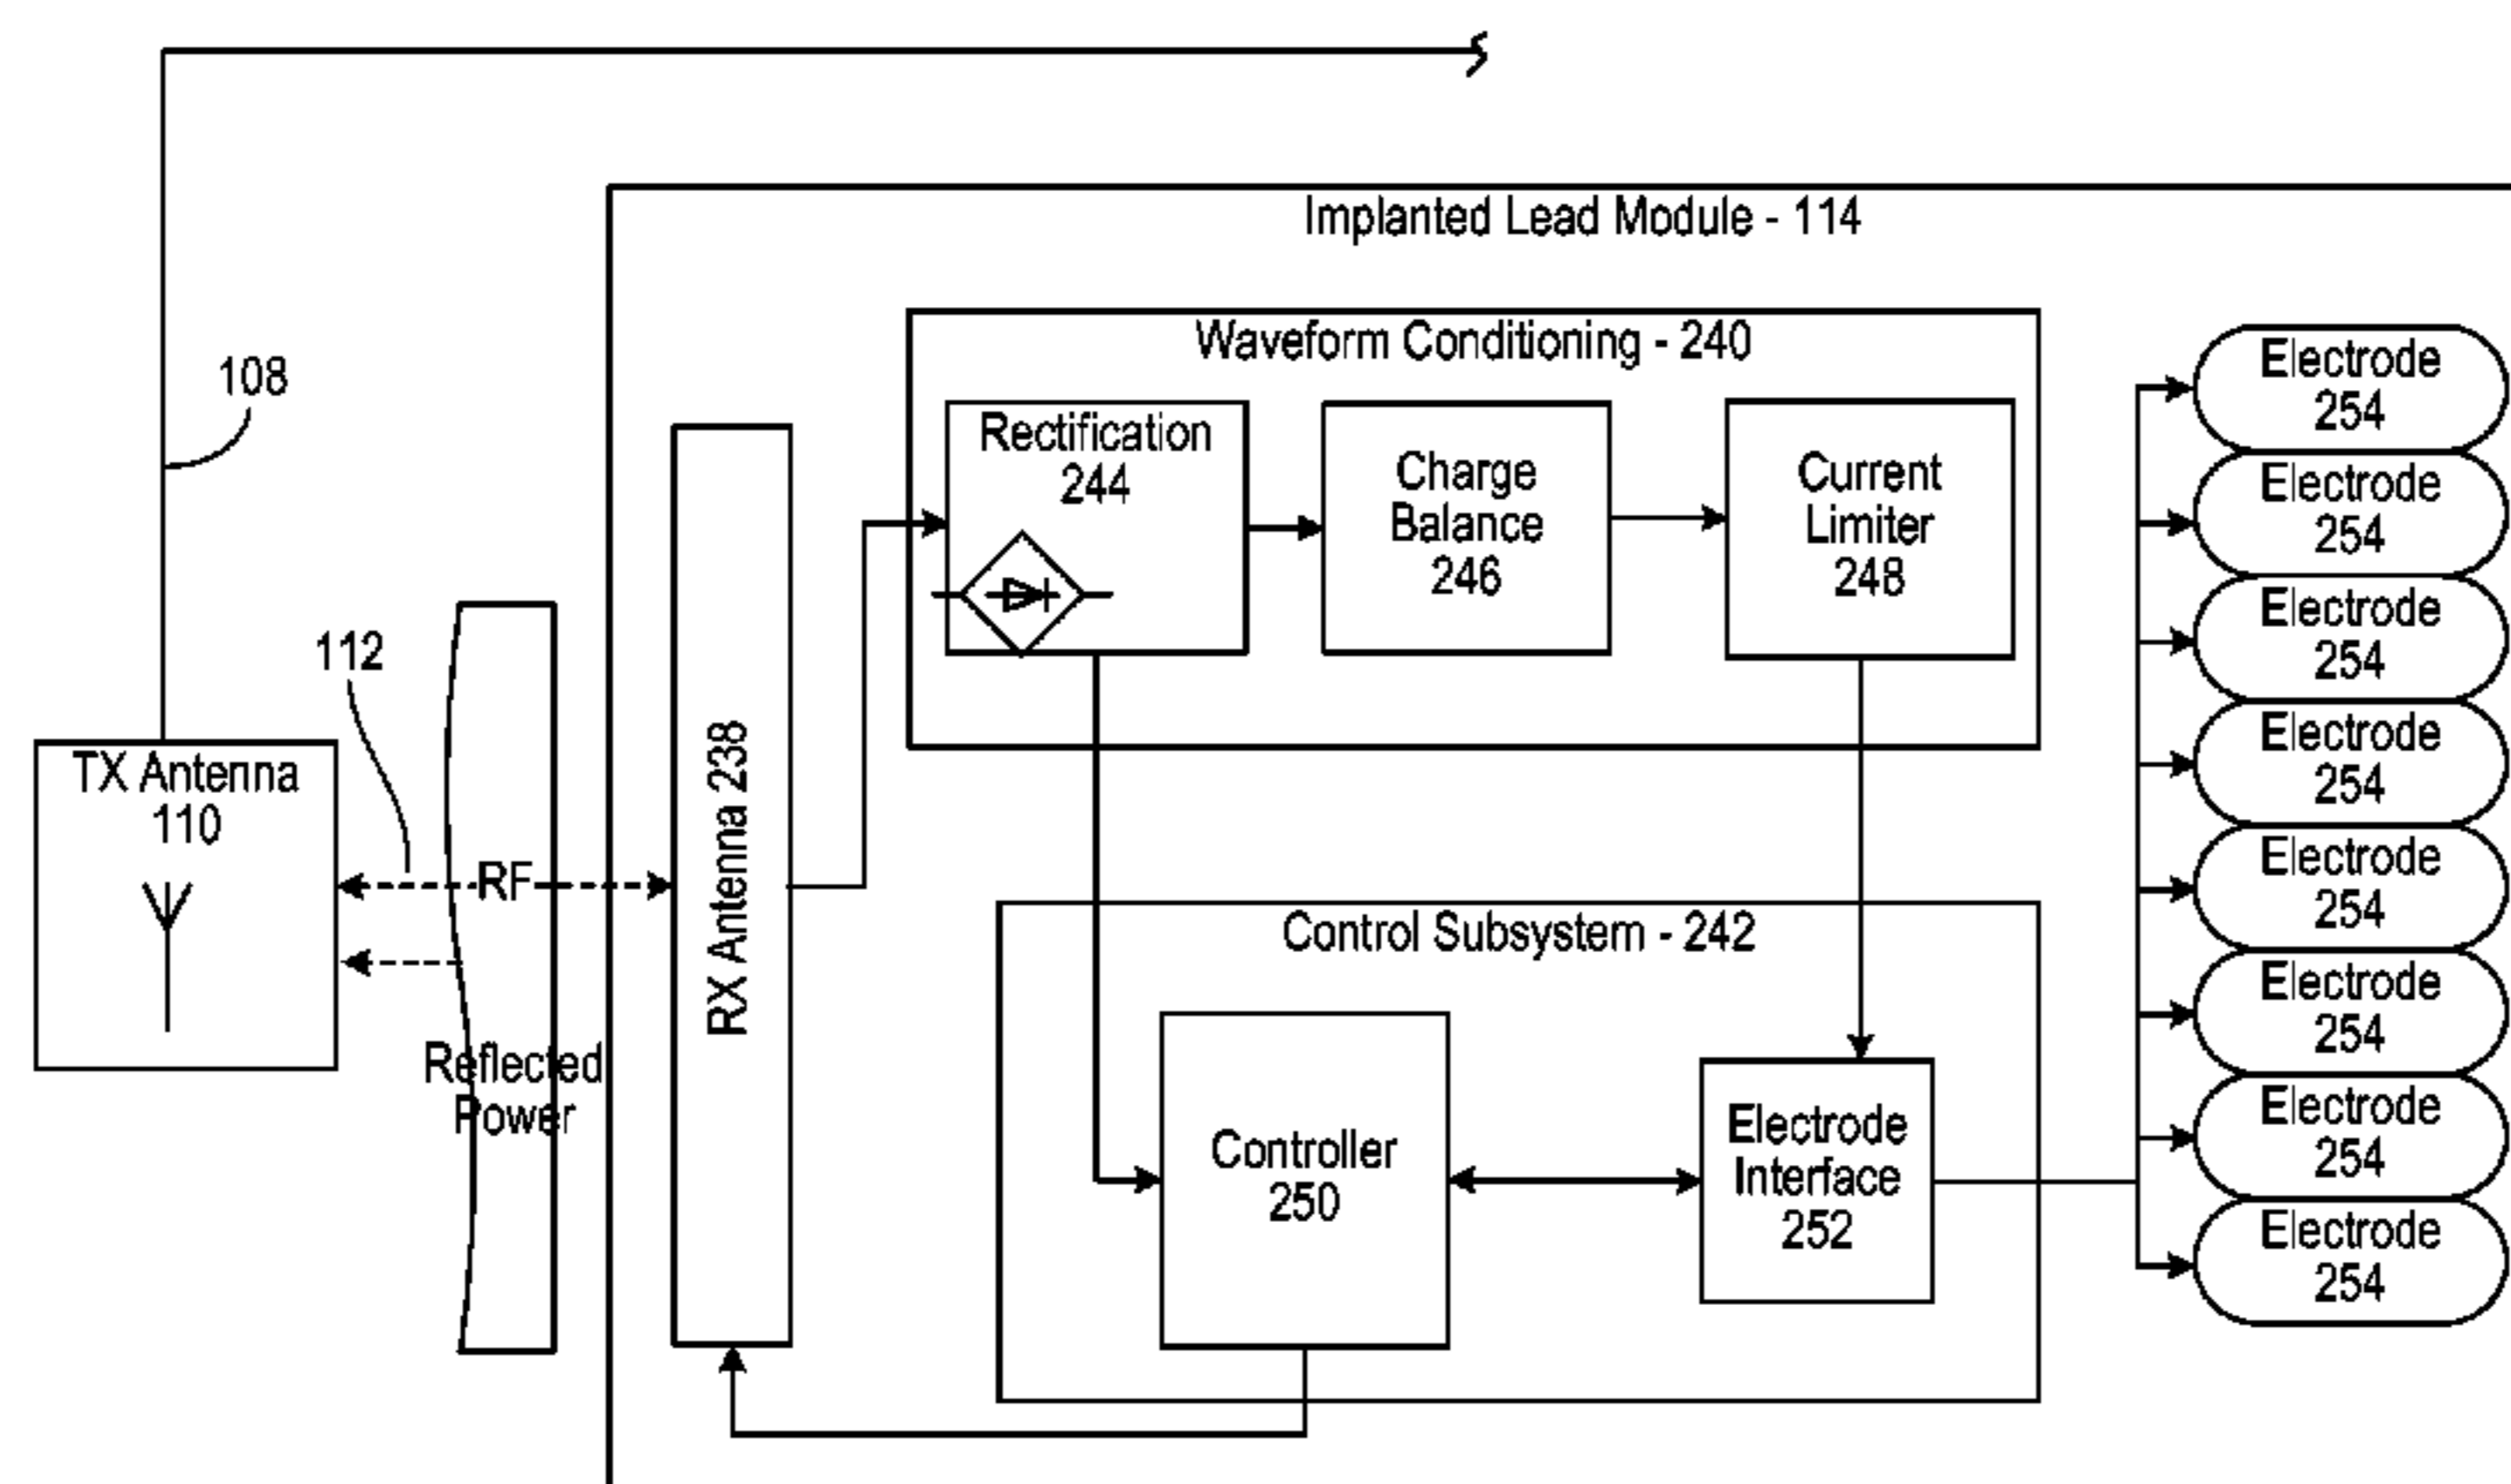 Implanted Lead Module - 114
108
Waveform Conditioning - 240
Rectification
244
Charge
Balance
246
Current
Limiter
248
112
TX Antenna
110
RF
Reflected
Power
RX Antenna 238
Control Subsystem - 242
Controller
250
Electrode
Interface
252
Electrode
254
Electrode
254
Electrode
254
Electrode
254
Electrode
254
Electrode
254
Electrode
254
Electrode
254